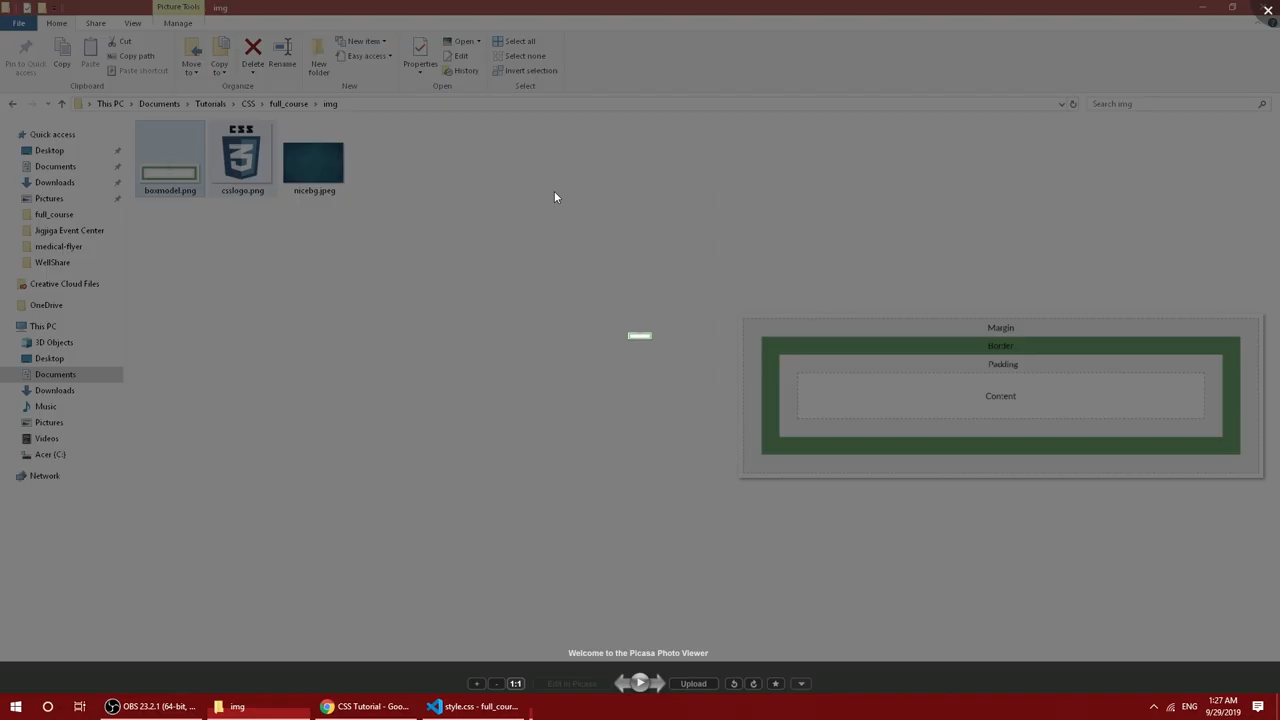 Picture Tools
img
File
Home
Share
View
Manage
Pin to Quick access
Copy
Paste
Cut
Copy path
Paste shortcut
Clipboard
Move to
Copy to
Delete
Rename
Organize
New folder
New item
Easy access
New
Properties
Open
Edit
History
Open
Select all
Select none
Invert selection
Select
This PC
Documents
Tutorials
CSS
full_course
img
Search img
Quick access
Desktop
Documents
Downloads
Pictures
full_course
Jigjiga Event Center
medical-flyer
WellShare
Creative Cloud Files
OneDrive
This PC
3D Objects
Desktop
Documents
Downloads
Music
Pictures
Videos
Acer (C:)
Network
CSS
3
boxmodel.png
csslogo.png
nicebg.jpeg
Margin
Border
Padding
Content
Welcome to the Picasa Photo Viewer
+
-
1:1
Edit in Picasa
Upload
OBS 23.2.1 (64-bit, ...
img
CSS Tutorial - Goo...
style.css - full_cour...
ENG
1:27 AM
9/29/2019